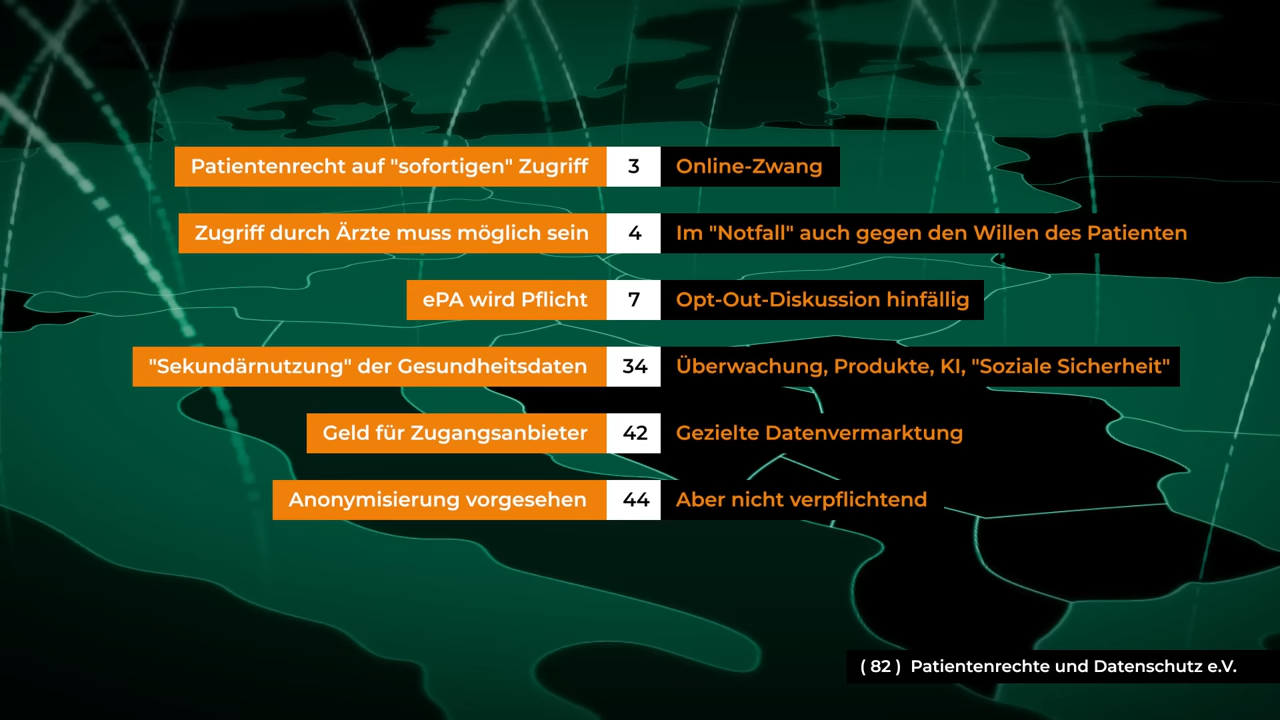 Patientenrecht auf "sofortigen" Zugriff 3 Online-Zwang
Zugriff durch Ärzte muss möglich sein 4 Im "Notfall" auch gegen den Willen des Patienten
ePA wird Pflicht 7 Opt-Out-Diskussion hinfällig
"Sekundärnutzung" der Gesundheitsdaten 34 Überwachung, Produkte, KI, "Soziale Sicherheit"
Geld für Zugangsanbieter 42 Gezielte Datenvermarktung
Anonymisierung vorgesehen 44 Aber nicht verpflichtend
( 82 ) Patientenrechte und Datenschutz e.V.